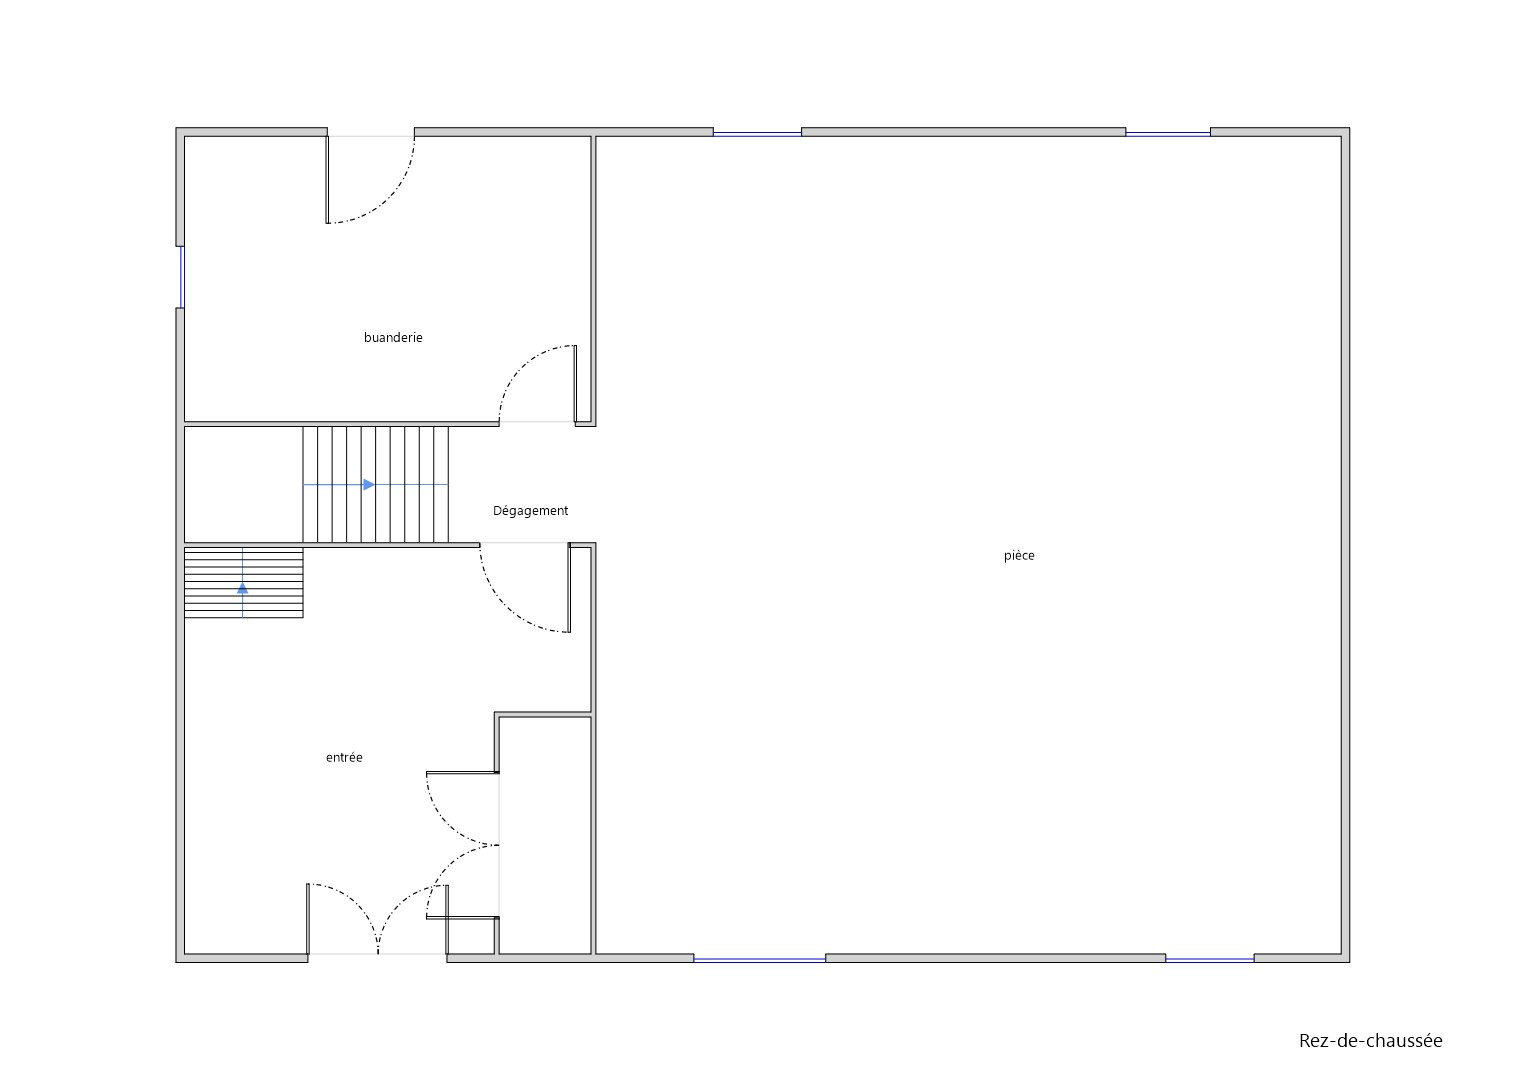 buanderie
Dégagement
pièce
entrée
Rez-de-chaussée